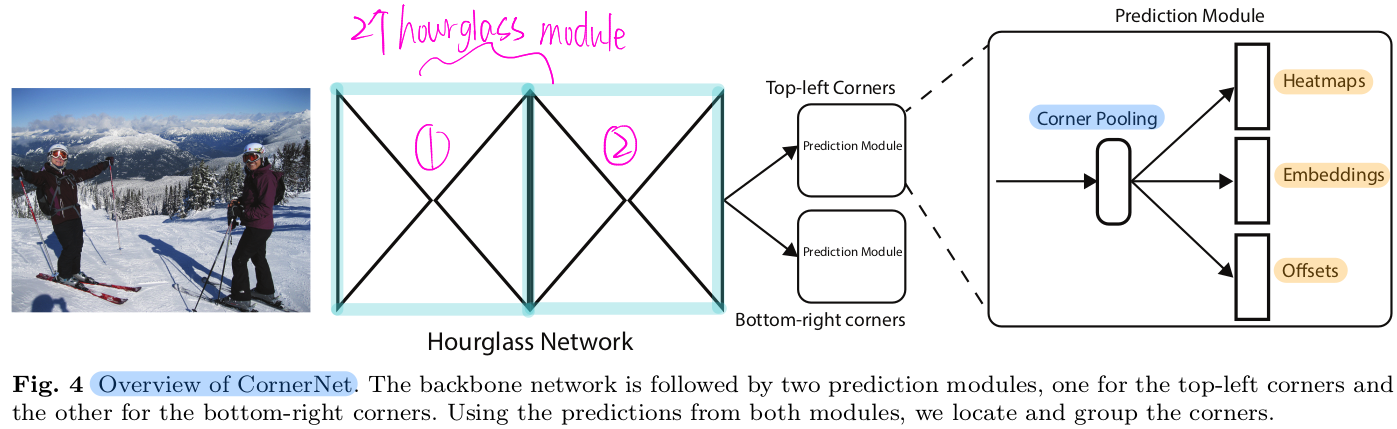 2个 hourglass module
① ②
Prediction Module
Top-left Corners
Prediction Module
Corner Pooling
Heatmaps
Embeddings
Offsets
Prediction Module
Bottom-right corners
Hourglass Network
Fig. 4 Overview of CornerNet. The backbone network is followed by two prediction modules, one for the top-left corners and
the other for the bottom-right corners. Using the predictions from both modules, we locate and group the corners.